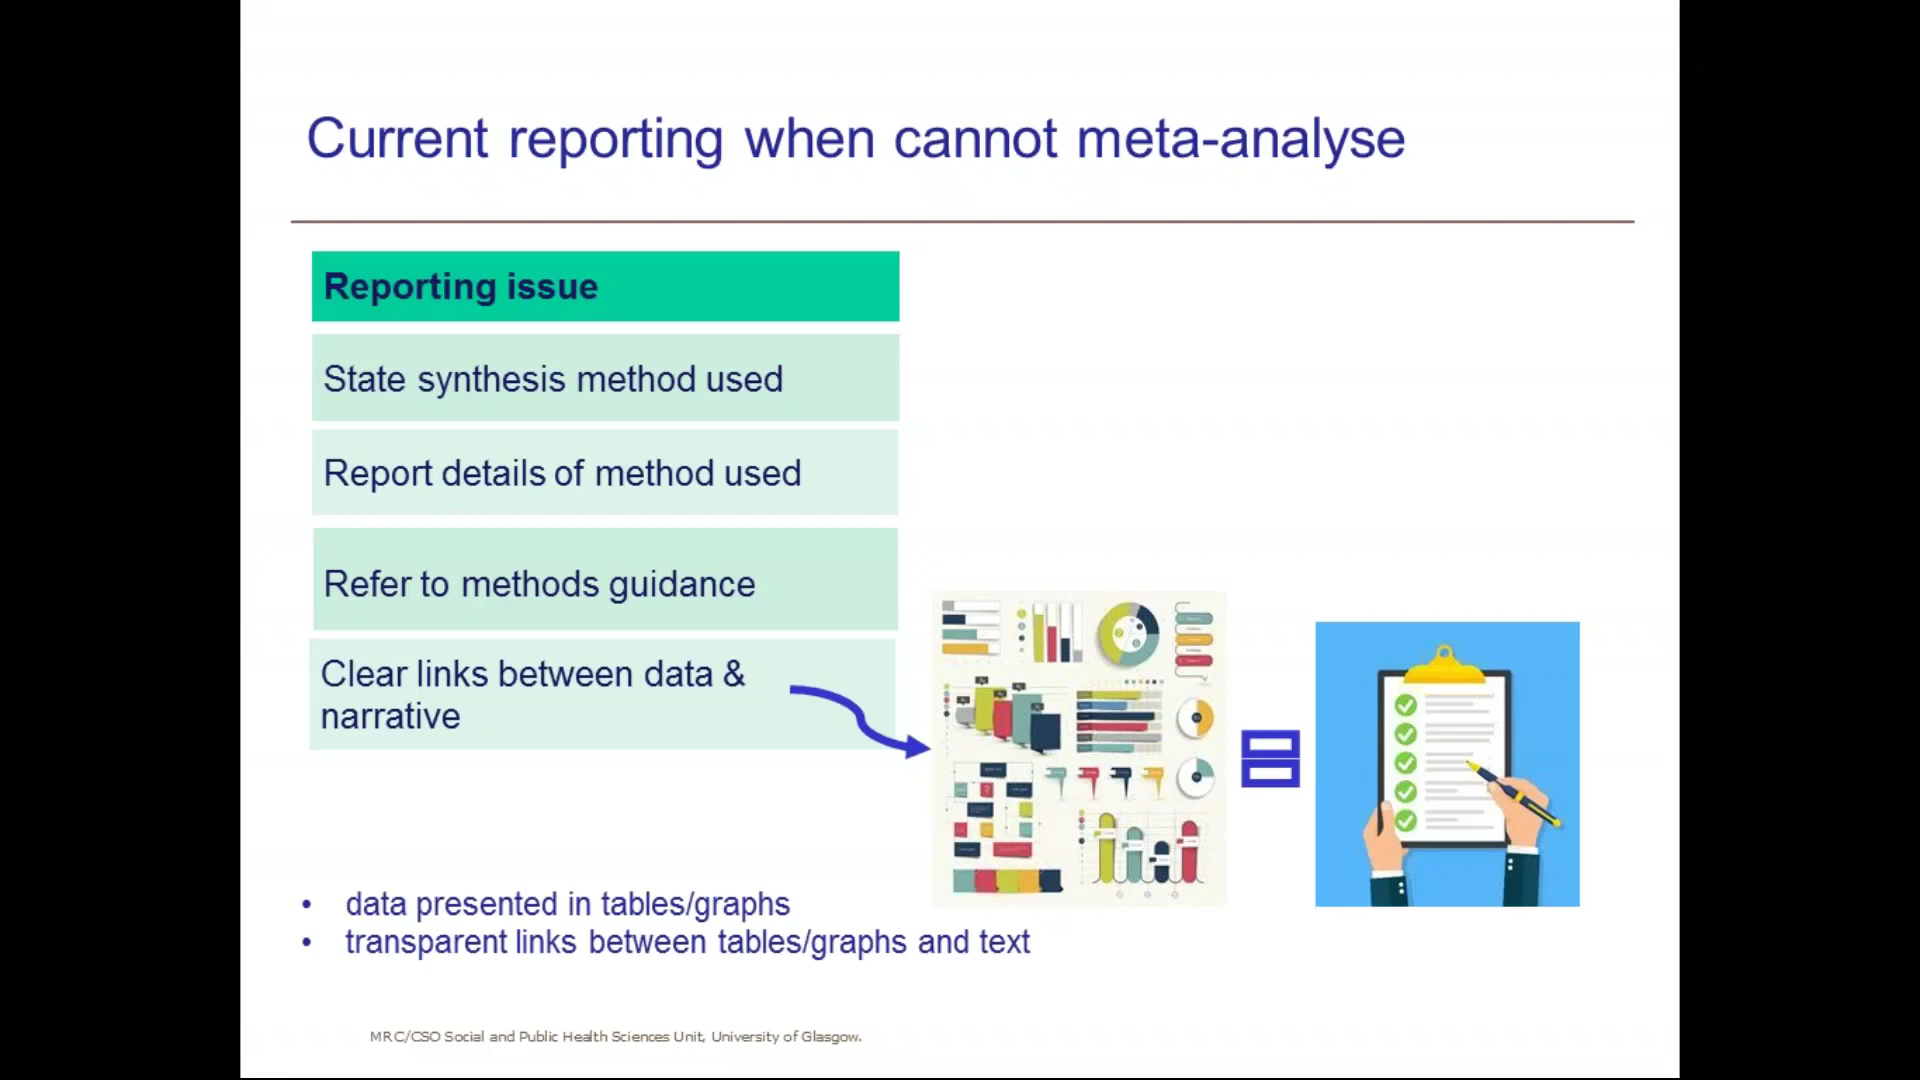 Current reporting when cannot meta-analyse
Reporting issue
State synthesis method used
Report details of method used
Refer to methods guidance
Clear links between data &
narrative
• data presented in tables/graphs
• transparent links between tables/graphs and text
MRC/CSO Social and Public Health Sciences Unit, University of Glasgow.